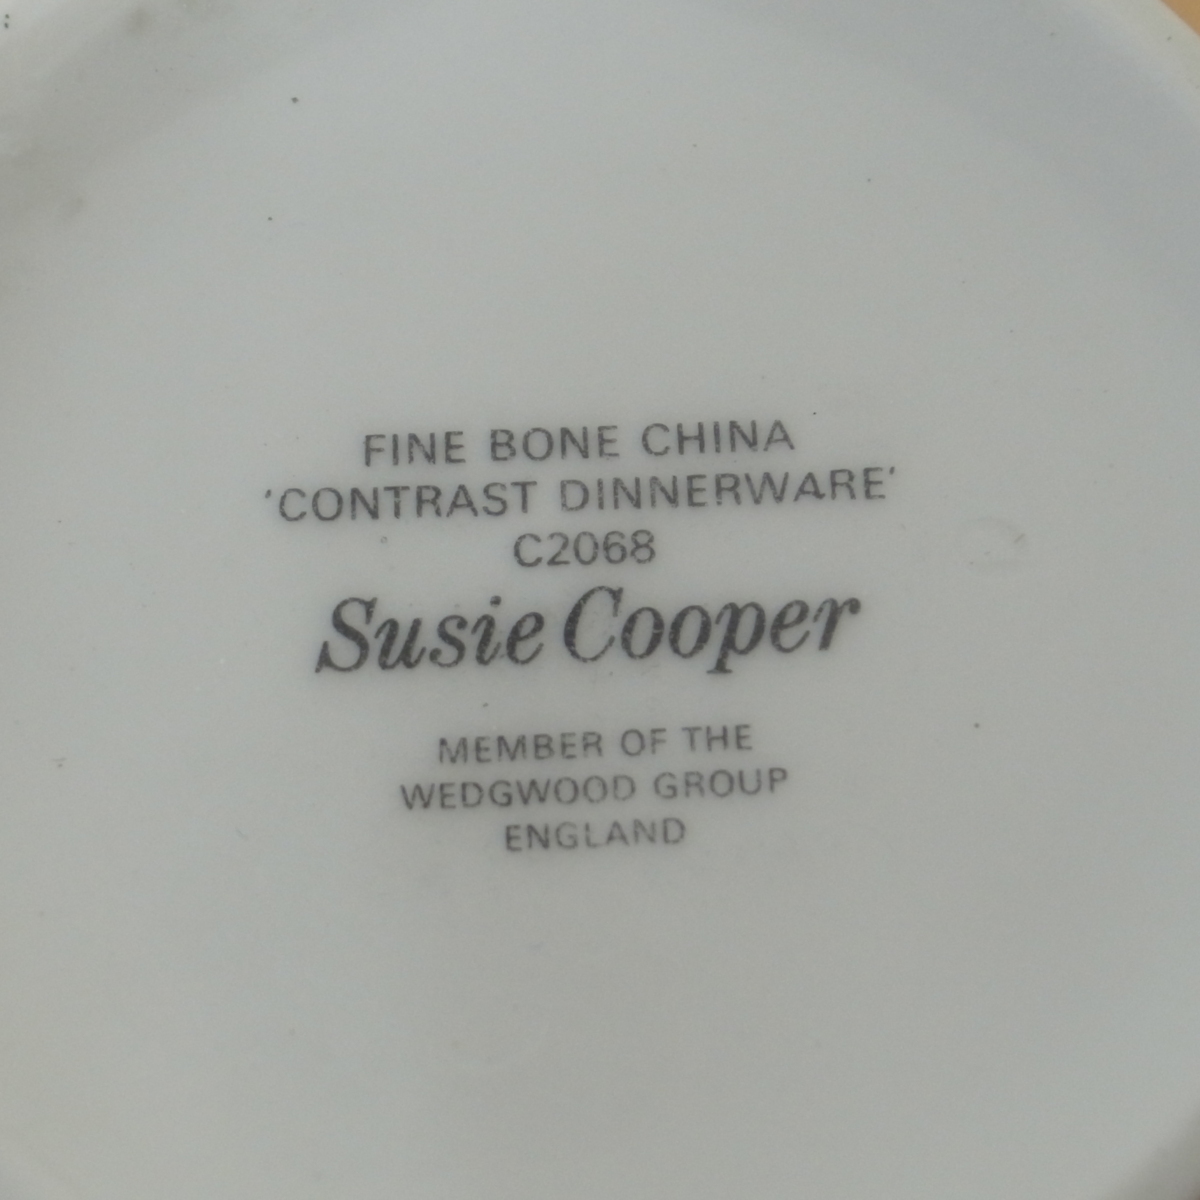 FINE BONE CHINA
'CONTRAST DINNERWARE'
C2068
Susie Cooper
MEMBER OF THE
WEDGWOOD GROUP
ENGLAND